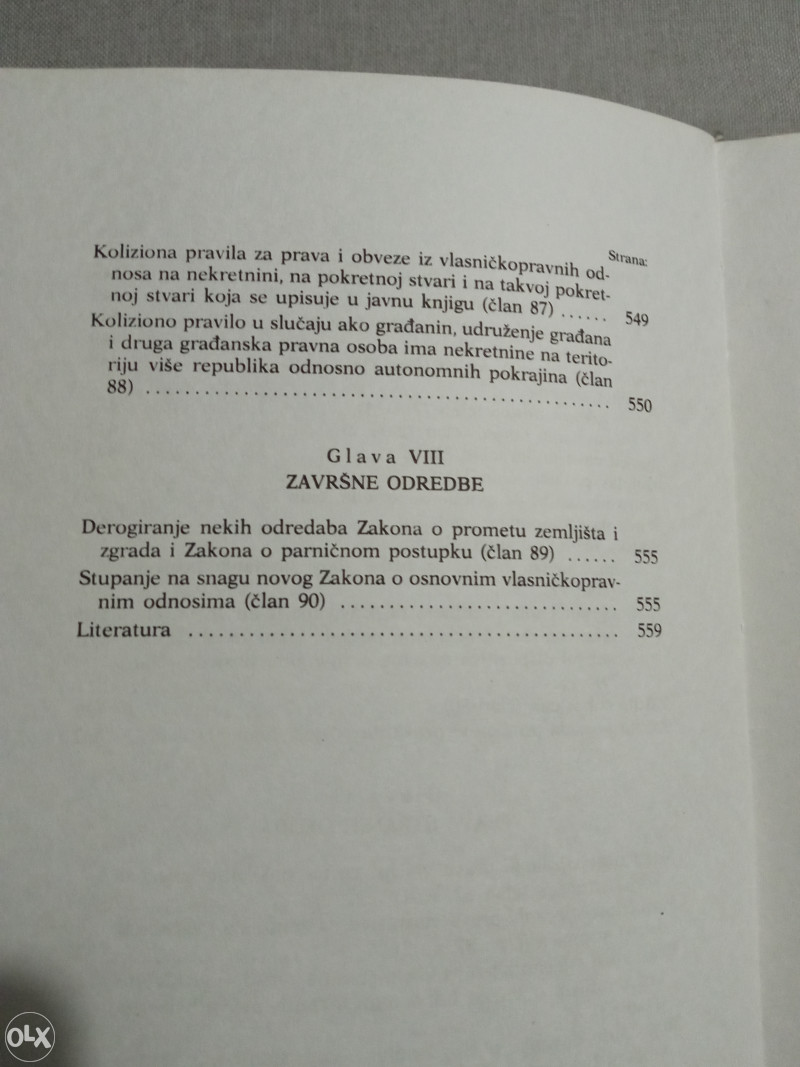 Strana:
Koliziona pravila za prava i obveze iz vlasničkopravnih od-
nosa na nekretnini, na pokretnoj stvari i na takvoj pokret-
noj stvari koja se upisuje u javnu knjigu (član 87) ...... 549
Koliziono pravilo u slučaju ako građanin, udruženje građana
i druga građanska pravna osoba ima nekretnine na terito-
riju više republika odnosno autonomnih pokrajina (član
88) .................................................. 550
Glava VIII
ZAVRŠNE ODREDBE
Derogiranje nekih odredaba Zakona o prometu zemljišta i
zgrada i Zakona o parničnom postupku (član 89) ...... 555
Stupanje na snagu novog Zakona o osnovnim vlasničkoprav-
nim odnosima (član 90) .............................. 555
Literatura .............................................. 559
OLX